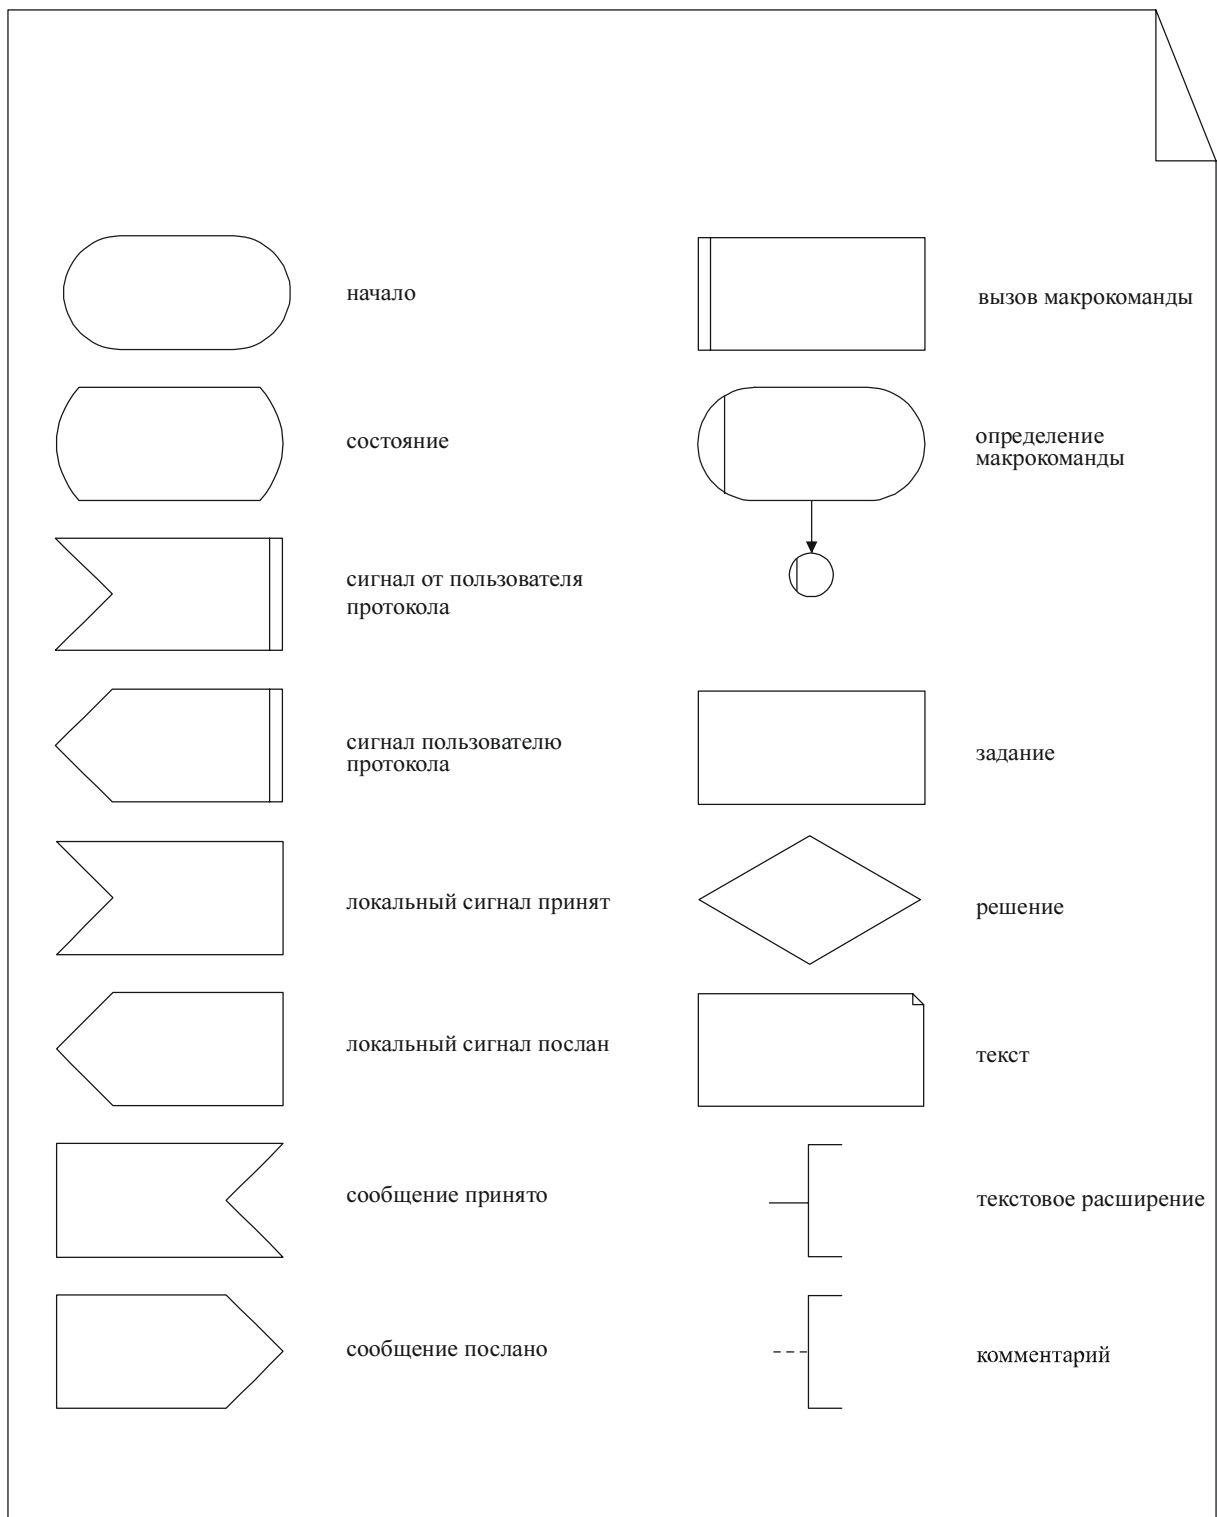 начало
состояние
сигнал от пользователя
протокола
сигнал пользователю
протокола
локальный сигнал принят
локальный сигнал послан
сообщение принято
сообщение послано
вызов макрокоманды
определение
макрокоманды
задание
решение
текст
текстовое расширение
комментарий